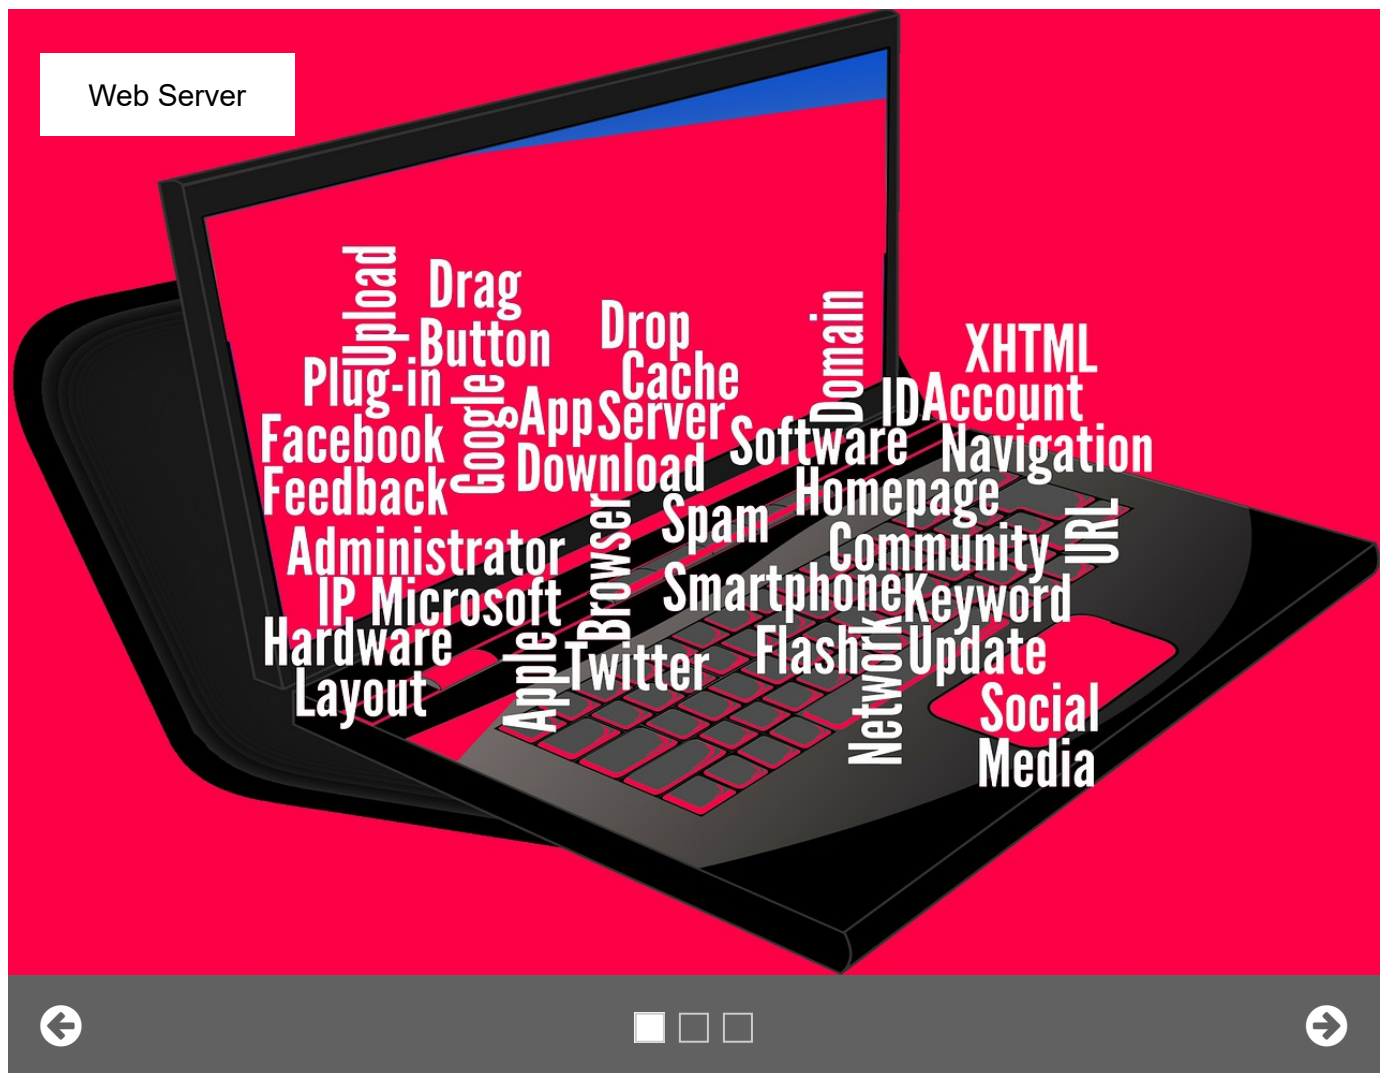 Web Server
Upload
Drag
Button
Drop
Domain
XHTML
Plug-in
Google
Cache
ID
Account
App
Server
Facebook
Software
Navigation
Feedback
Download
Homepage
Browser
Spam
URL
Administrator
Community
IP
Microsoft
Smartphone
Keyword
Hardware
Apple
Twitter
Flash
Network
Update
Layout
Social
Media